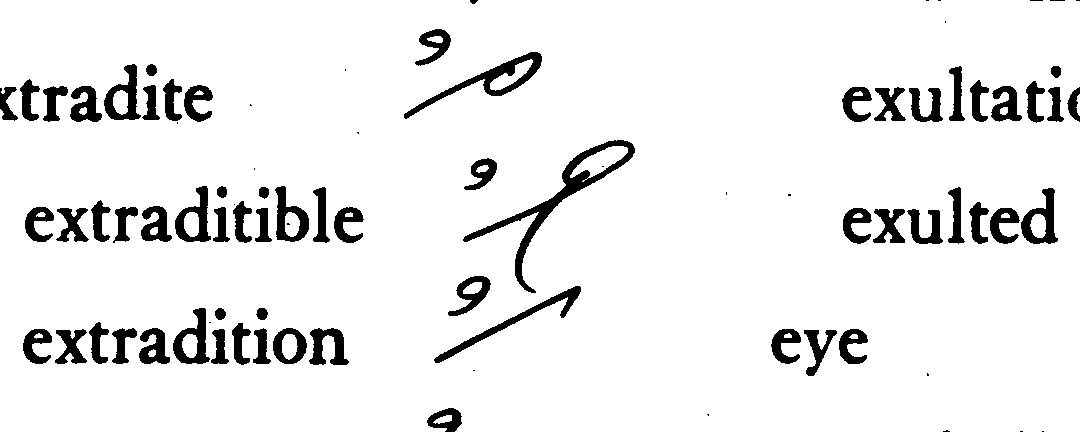 xtradite
extraditible
extradition
exultatio
exulted
eye